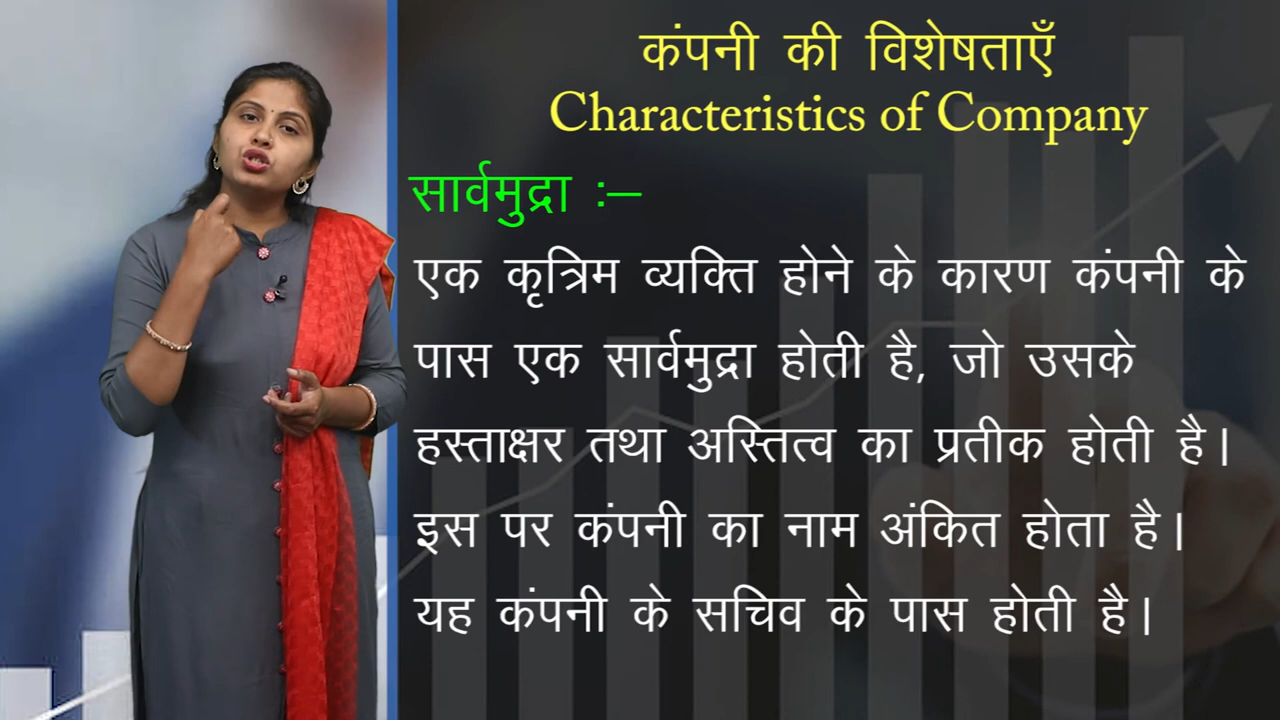 कंपनी की विशेषताएँ
Characteristics of Company
सार्वमुद्रा :–
एक कृत्रिम व्यक्ति होने के कारण कंपनी के
पास एक सार्वमुद्रा होती है, जो उसके
हस्ताक्षर तथा अस्तित्व का प्रतीक होती है।
इस पर कंपनी का नाम अंकित होता है।
यह कंपनी के सचिव के पास होती है।